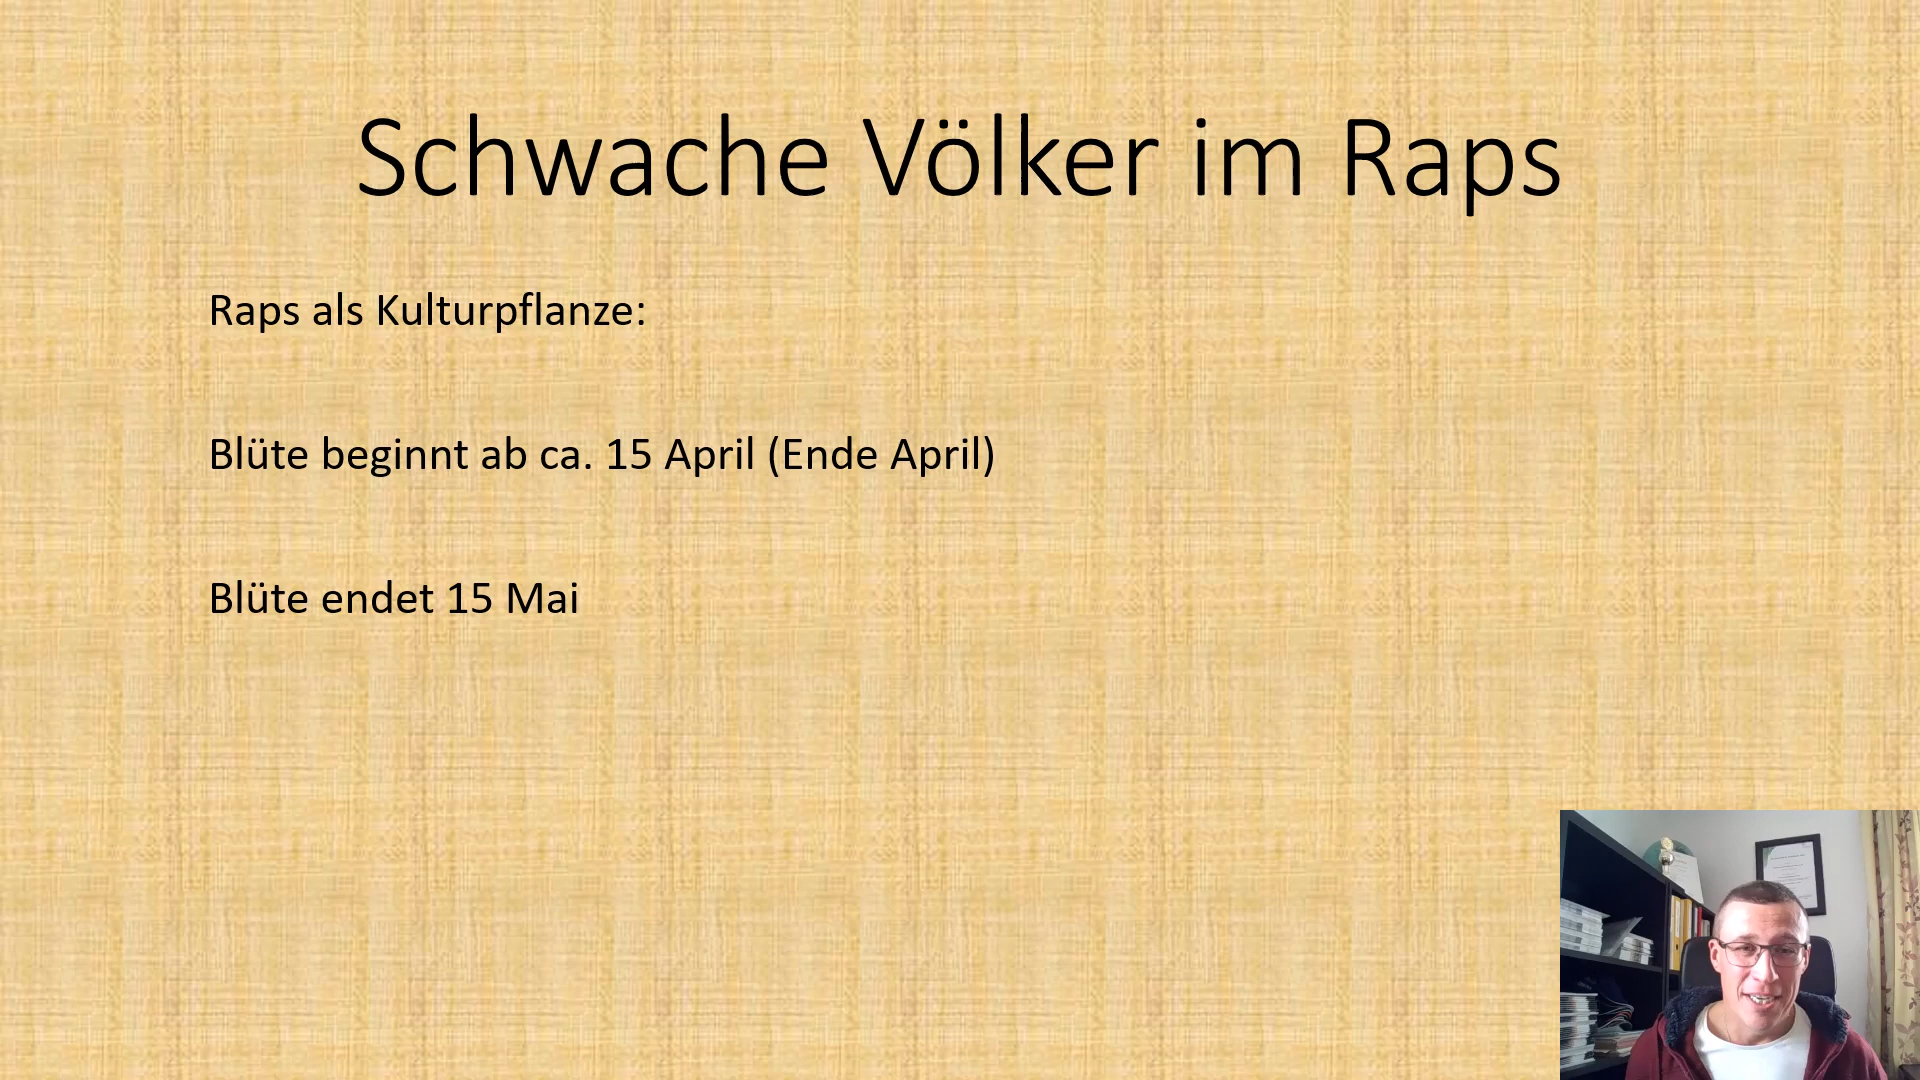 Schwache Völker im Raps
Raps als Kulturpflanze:
Blüte beginnt ab ca. 15 April (Ende April)
Blüte endet 15 Mai